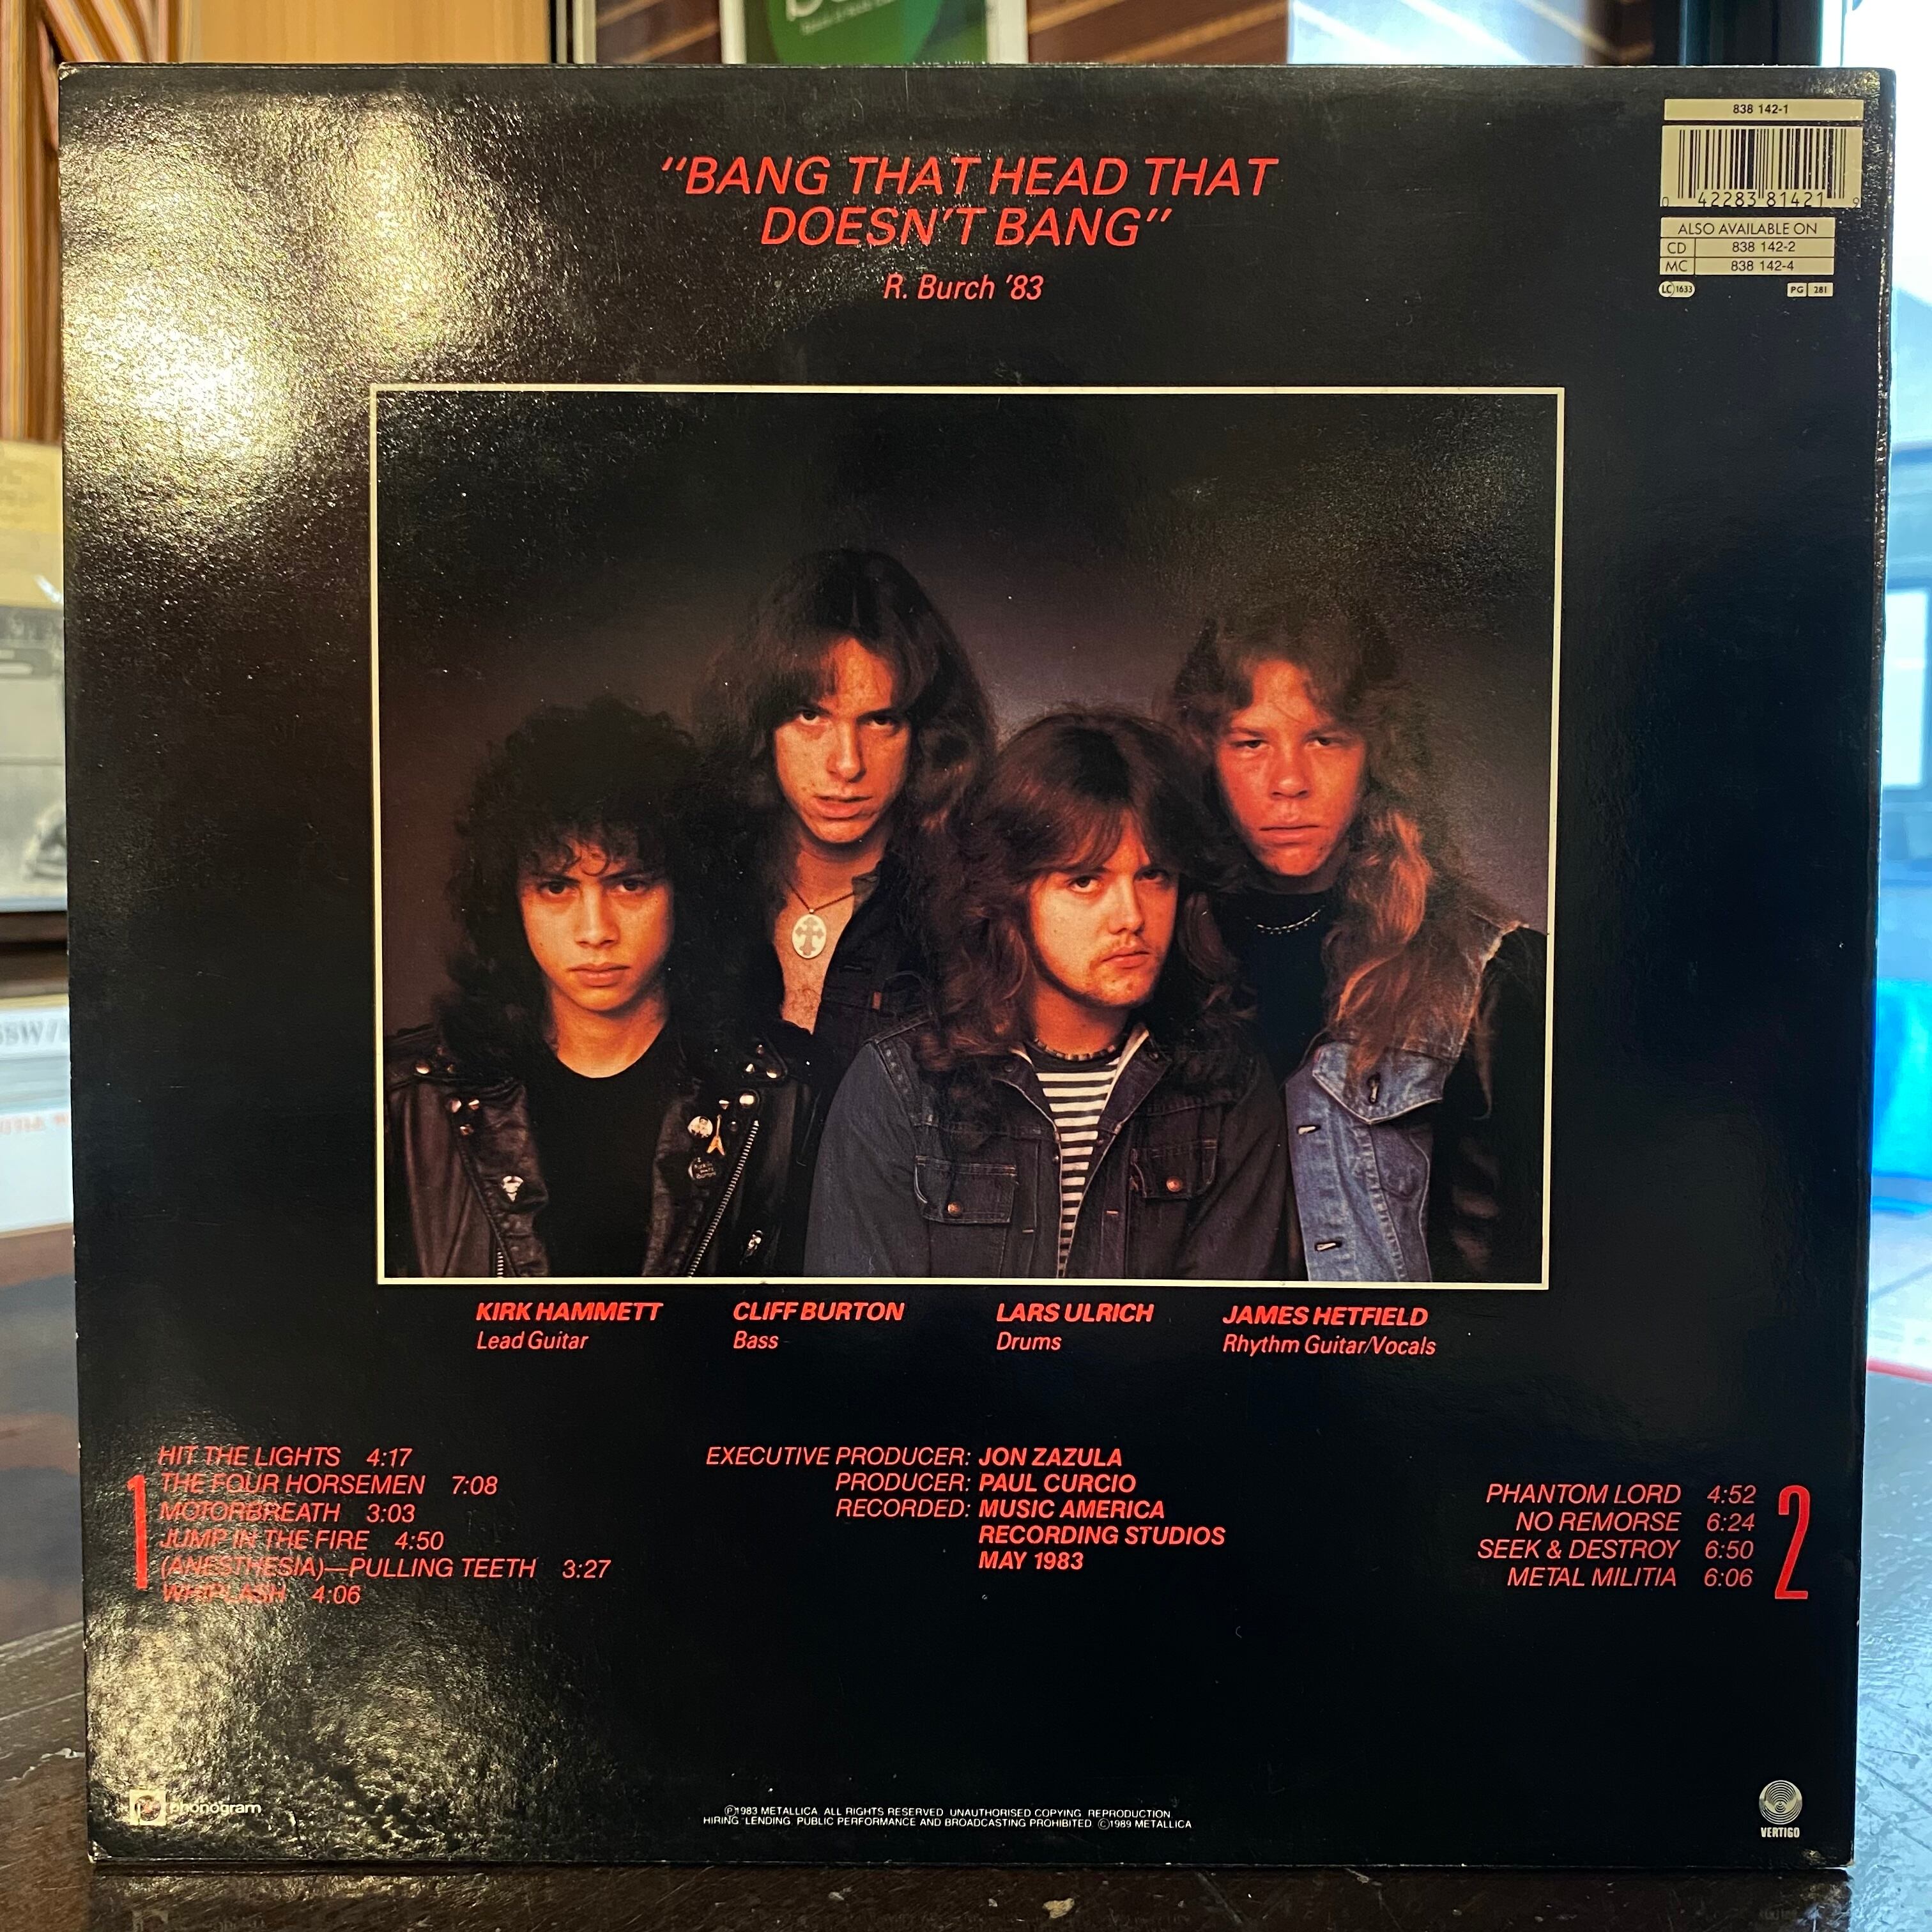 838 142-1
0 42283 81421 9
ALSO AVAILABLE ON
CD 838 142-2
MC 838 142-4
LC 1633
PG 281
"BANG THAT HEAD THAT
DOESN'T BANG"
R. Burch '83
KIRK HAMMETT
Lead Guitar
CLIFF BURTON
Bass
LARS ULRICH
Drums
JAMES HETFIELD
Rhythm Guitar/Vocals
1
HIT THE LIGHTS 4:17
THE FOUR HORSEMEN 7:08
MOTORBREATH 3:03
JUMP IN THE FIRE 4:50
(ANESTHESIA)—PULLING TEETH 3:27
WHIPLASH 4:06
EXECUTIVE PRODUCER: JON ZAZULA
PRODUCER: PAUL CURCIO
RECORDED: MUSIC AMERICA
RECORDING STUDIOS
MAY 1983
PHANTOM LORD 4:52
NO REMORSE 6:24
SEEK & DESTROY 6:50
METAL MILITIA 6:06
2
phonogram
Ⓟ1983 METALLICA ALL RIGHTS RESERVED UNAUTHORISED COPYING REPRODUCTION
HIRING LENDING PUBLIC PERFORMANCE AND BROADCASTING PROHIBITED ©1989 METALLICA
VERTIGO